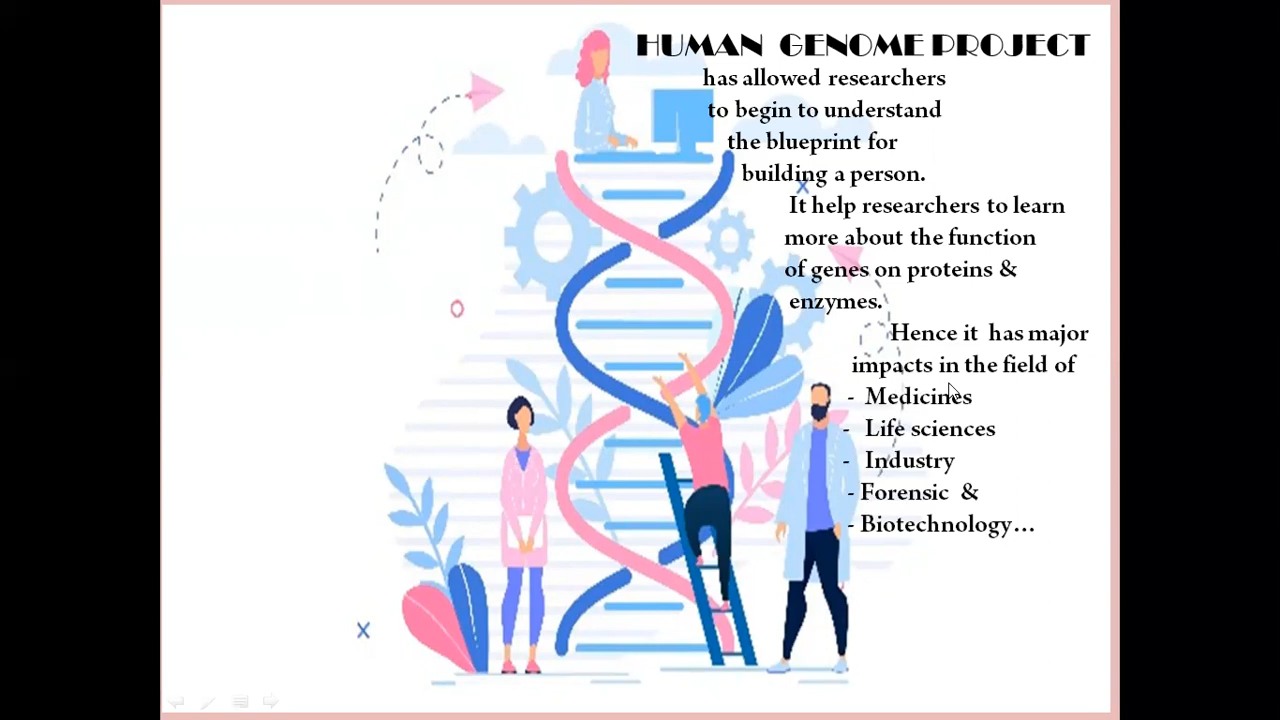 HUMAN GENOME PROJECT
has allowed researchers
to begin to understand
the blueprint for
building a person.
It help researchers to learn
more about the function
of genes on proteins &
enzymes.
Hence it has major
impacts in the field of
- Medicines
- Life sciences
- Industry
- Forensic &
- Biotechnology...